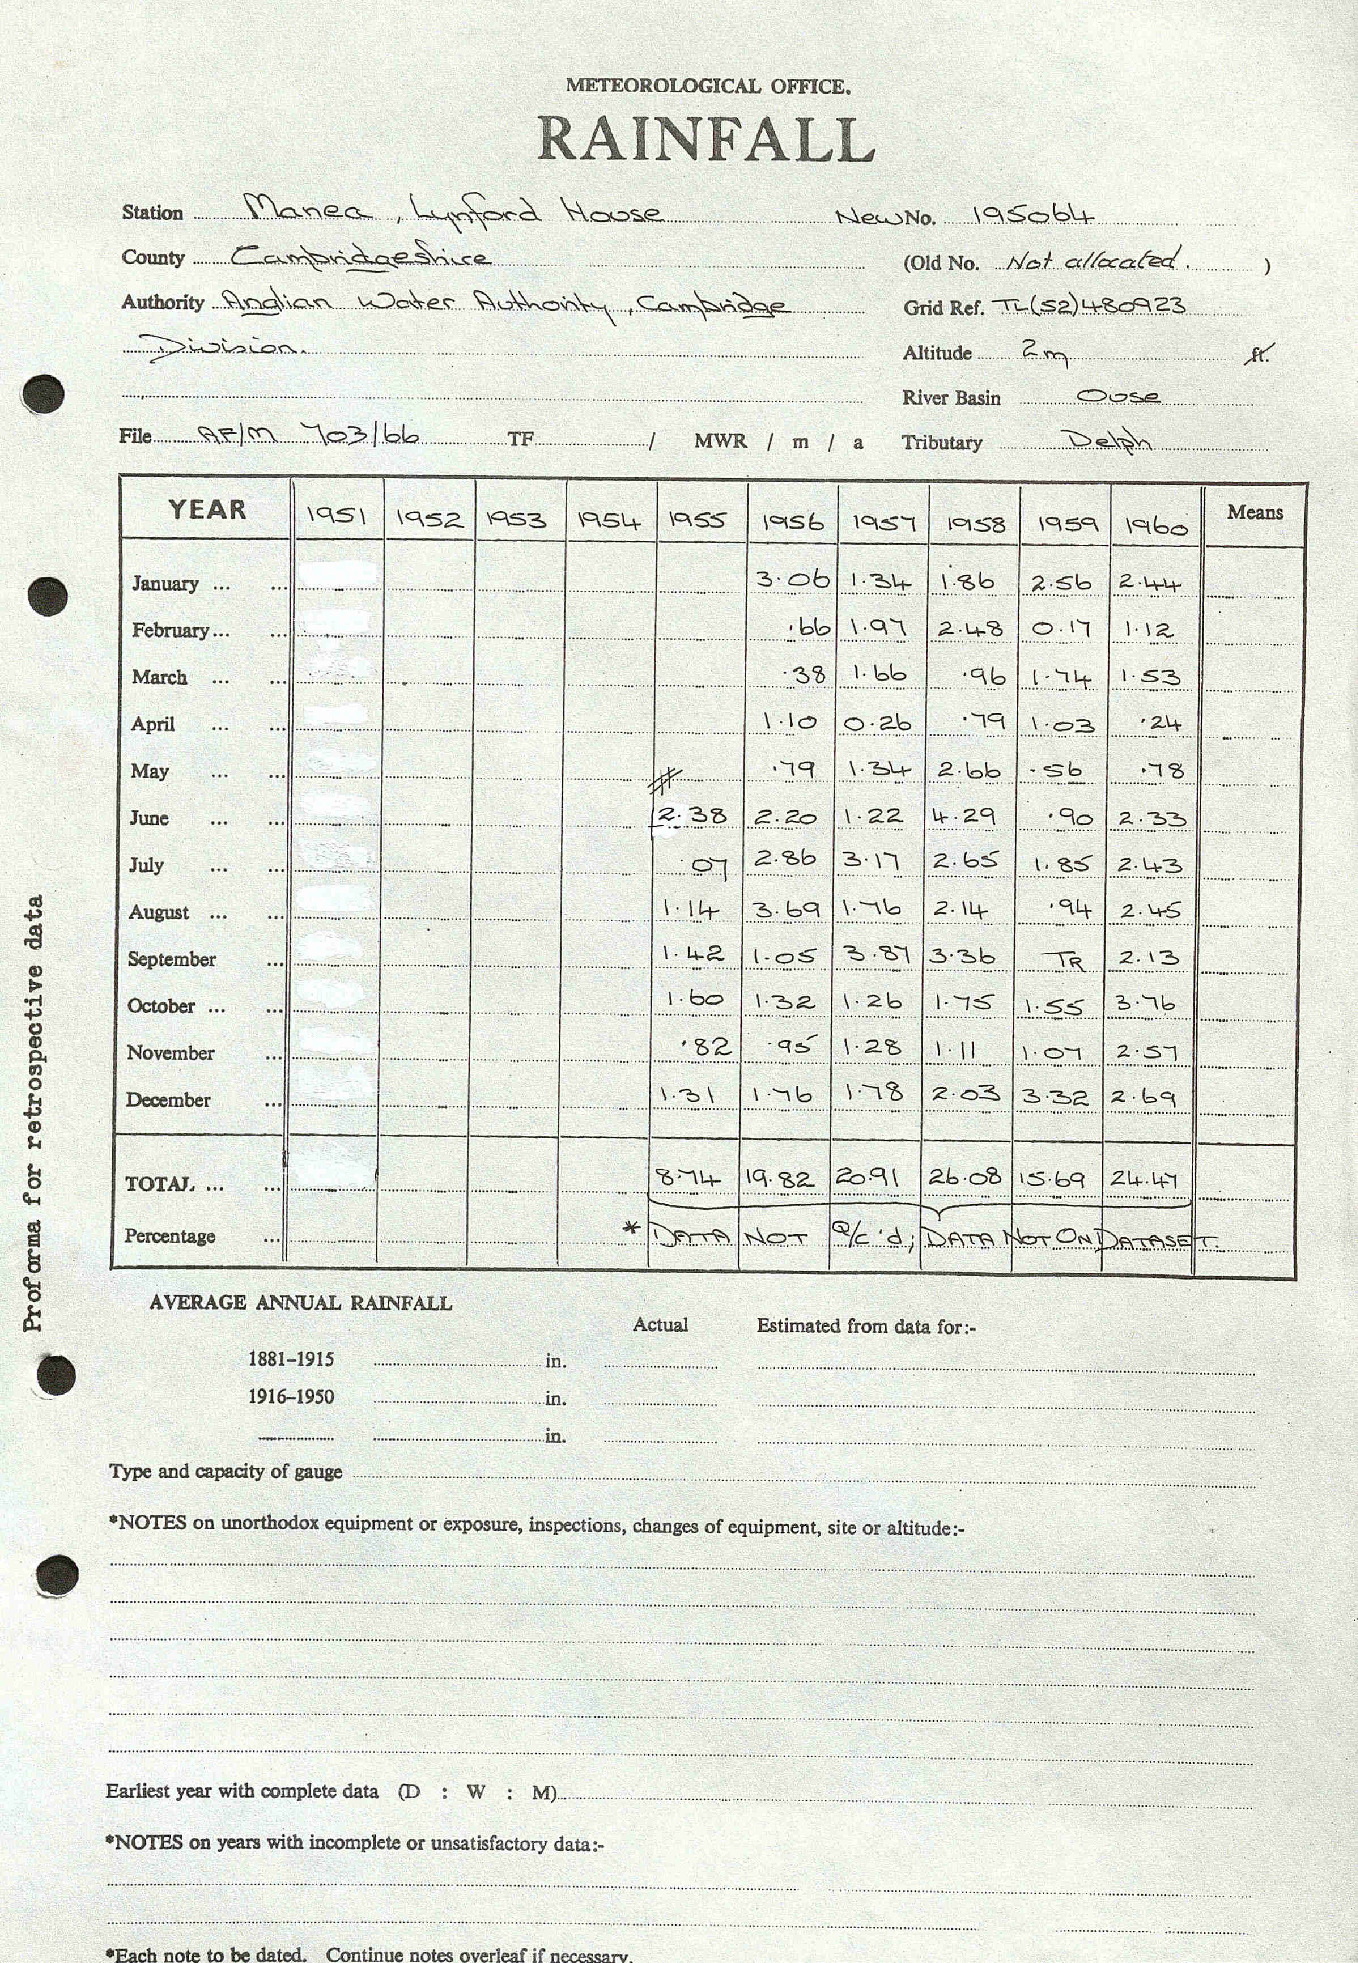 METEOROLOGICAL OFFICE.
RAINFALL
Station Manea, Lynford House New No. 195064
County Cambridgeshire (Old No. Not allocated. )
Authority Anglian Water Authority, Cambridge Grid Ref. TL(52)480923
Division. Altitude 2m ft.
River Basin Ouse
File AF/M 703/66 TF / MWR / m / a Tributary Delph
YEAR 1951 1952 1953 1954 1955 1956 1957 1958 1959 1960 Means
January ... ... 3.06 1.34 1.86 2.56 2.44
February... ... .66 1.97 2.48 0.17 1.12
March ... ... .38 1.66 .96 1.74 1.53
April ... ... 1.10 0.26 .79 1.03 .24
May ... ... # .79 1.34 2.66 .56 .78
June ... ... 2.38 2.20 1.22 4.29 .90 2.33
July ... ... 07 2.86 3.17 2.65 1.85 2.43
August ... ... 1.14 3.69 1.76 2.14 .94 2.45
September ... 1.42 1.05 3.87 3.36 TR 2.13
October ... ... 1.60 1.32 1.26 1.75 1.55 3.76
November ... .82 .95 1.28 1.11 1.07 2.57
December ... 1.31 1.76 1.78 2.03 3.32 2.69
TOTAL ... ... 8.74 19.82 20.91 26.08 15.69 24.47
Percentage ... * DATA NOT Q/c'd; DATA NOT ON DATASET.
Proforma for retrospective data
AVERAGE ANNUAL RAINFALL
Actual Estimated from data for:-
1881-1915 in.
1916-1950 in.
in.
Type and capacity of gauge
*NOTES on unorthodox equipment or exposure, inspections, changes of equipment, site or altitude:-
Earliest year with complete data (D : W : M)
*NOTES on years with incomplete or unsatisfactory data:-
*Each note to be dated. Continue notes overleaf if necessary.